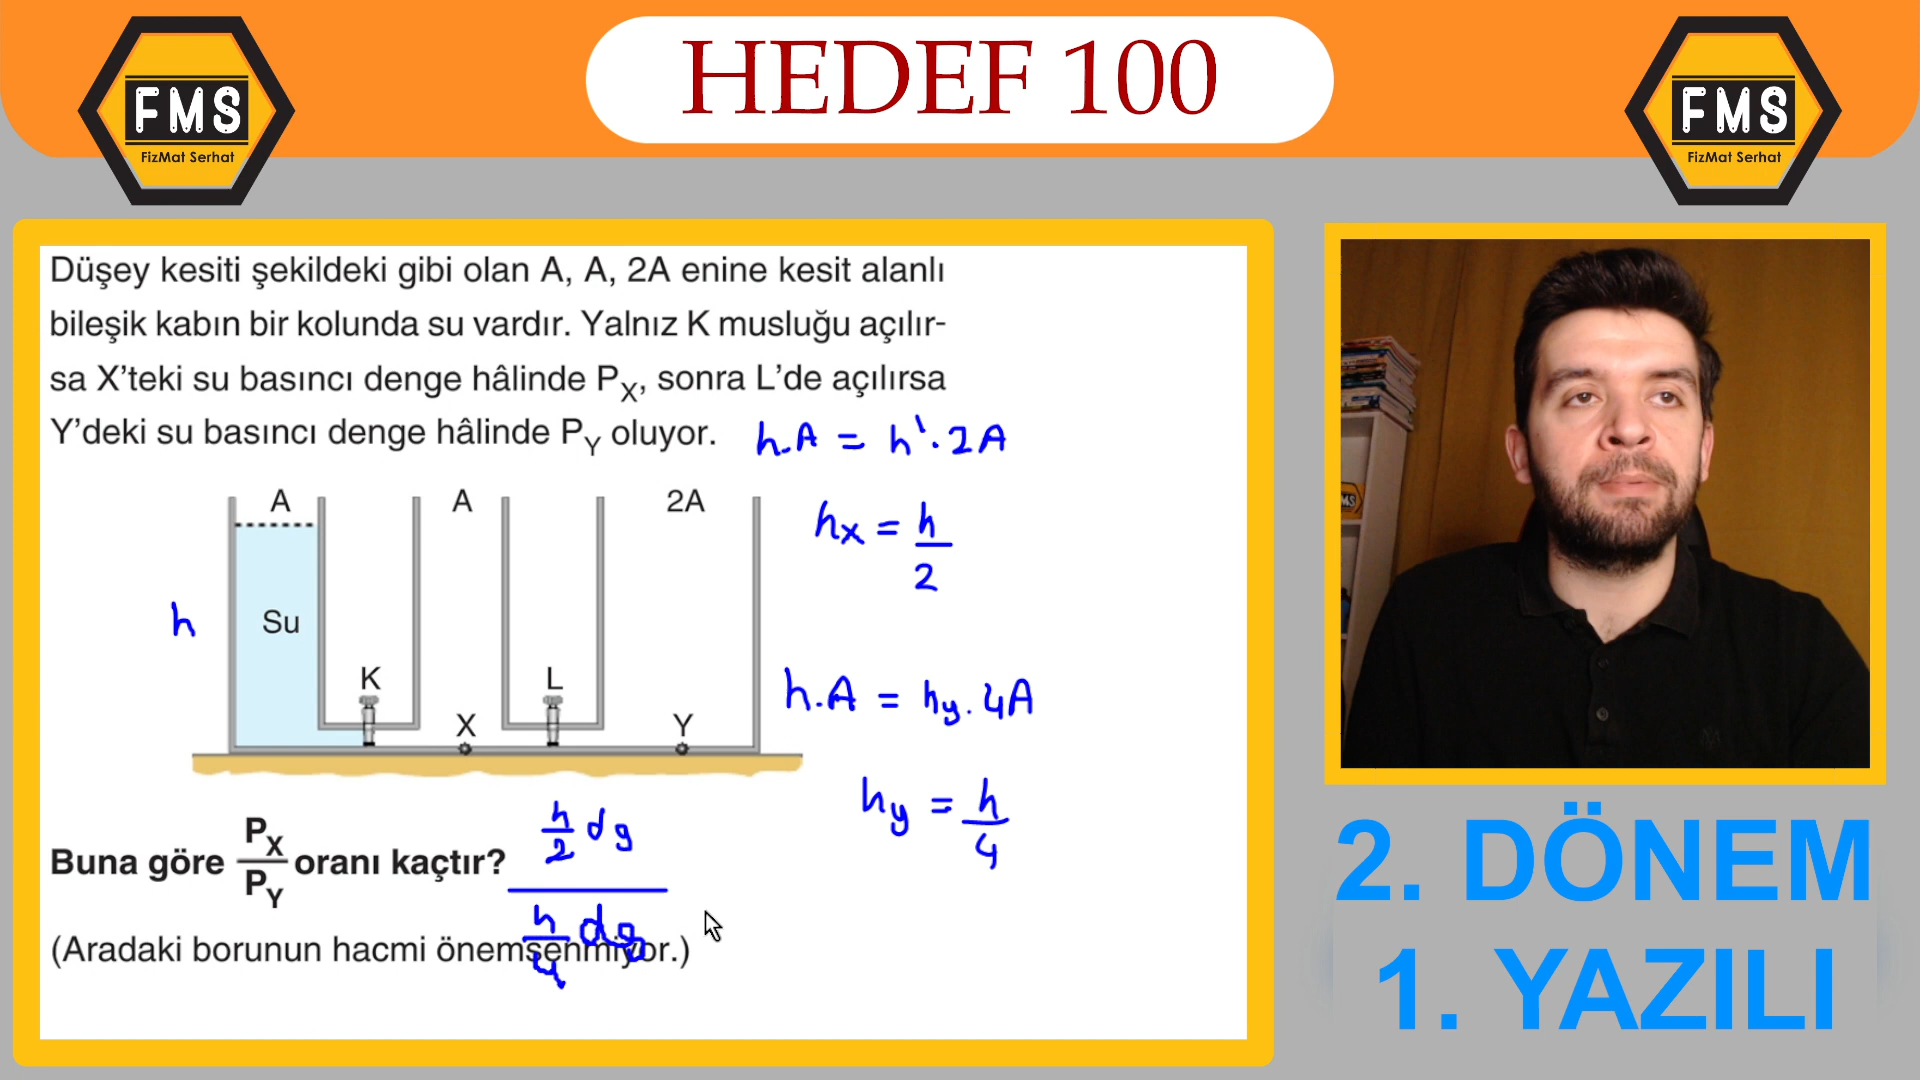 HEDEF 100
FMS
FizMat Serhat
FMS
FizMat Serhat
Düşey kesiti şekildeki gibi olan A, A, 2A enine kesit alanlı
bileşik kabın bir kolunda su vardır. Yalnız K musluğu açılır-
sa X'teki su basıncı denge hâlinde PX, sonra L'de açılırsa
Y'deki su basıncı denge hâlinde PY oluyor.
h.A = h'.2A
A A 2A
hx = h/2
h
Su
K L
X Y
h.A = hy.4A
hy = h/4
Buna göre PX/PY oranı kaçtır?
h/2 dg
h/4 dg
(Aradaki borunun hacmi önemsenmiyor.)
2. DÖNEM
1. YAZILI